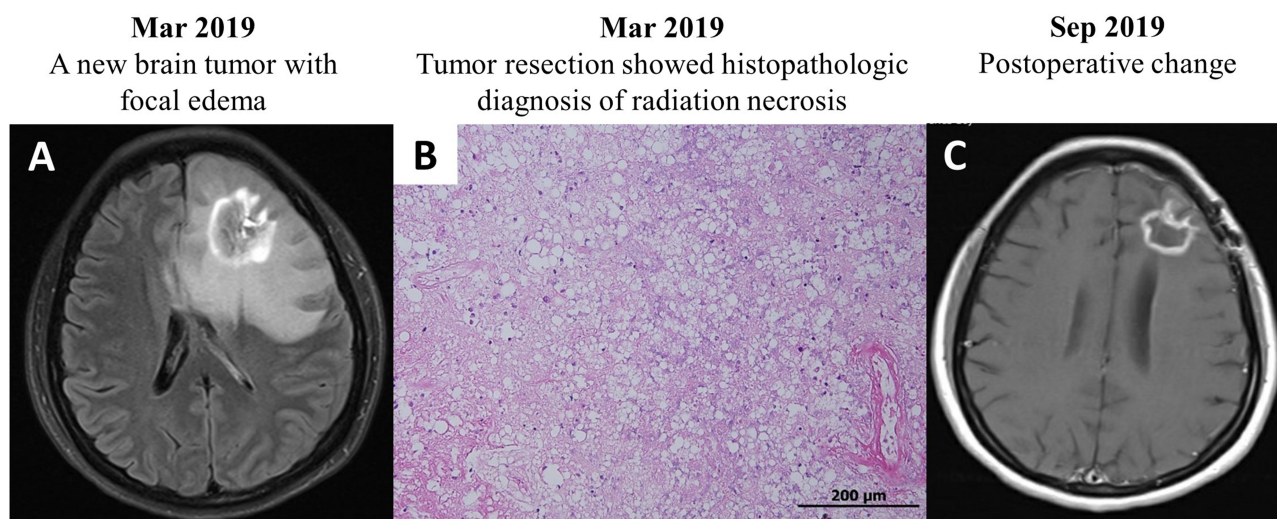 Mar 2019
A new brain tumor with
focal edema
Mar 2019
Tumor resection showed histopathologic
diagnosis of radiation necrosis
Sep 2019
Postoperative change
A
B
C
200 µm